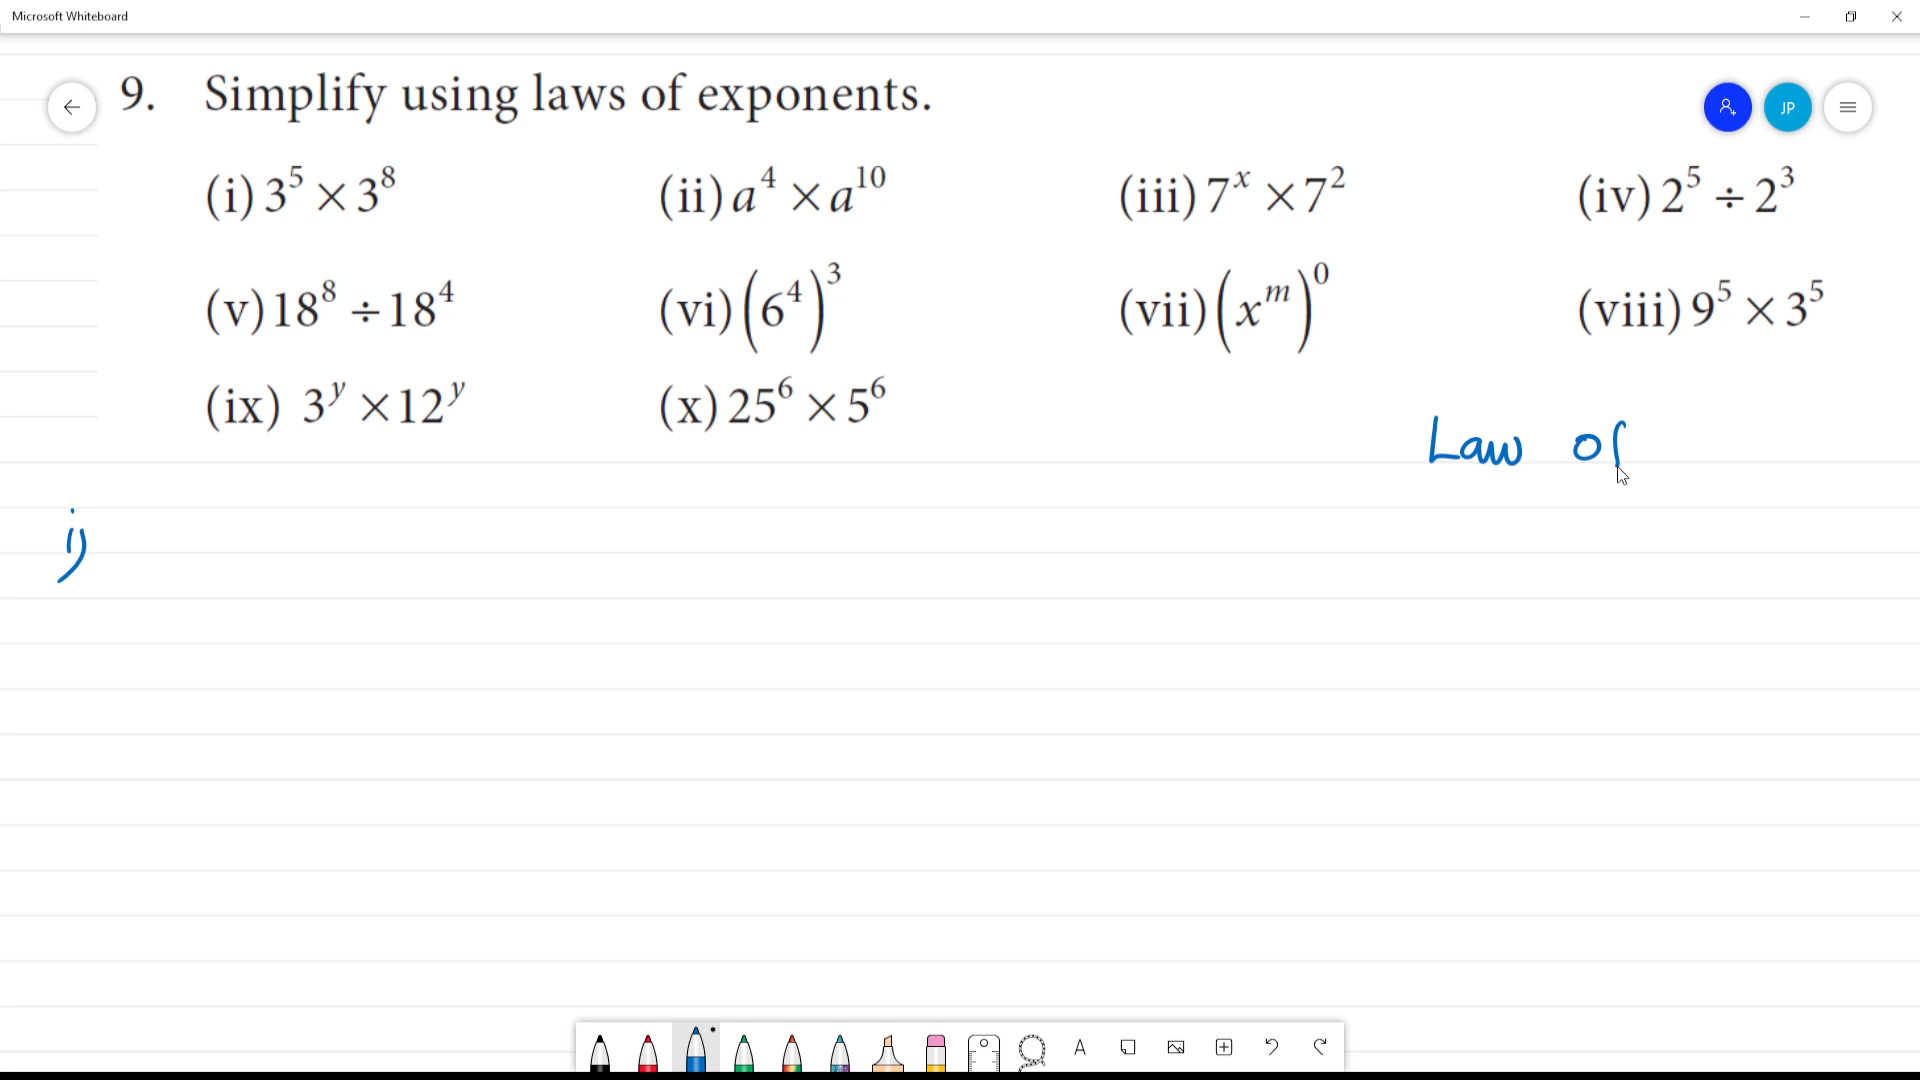 Microsoft Whiteboard
9. Simplify using laws of exponents.
JP
(i) 3⁵ × 3⁸ (ii) a⁴ × a¹⁰ (iii) 7ˣ × 7² (iv) 2⁵ ÷ 2³
(v) 18⁸ ÷ 18⁴ (vi) (6⁴)³ (vii) (xᵐ)⁰ (viii) 9⁵ × 3⁵
(ix) 3ʸ × 12ʸ (x) 25⁶ × 5⁶
Law of
i)
A